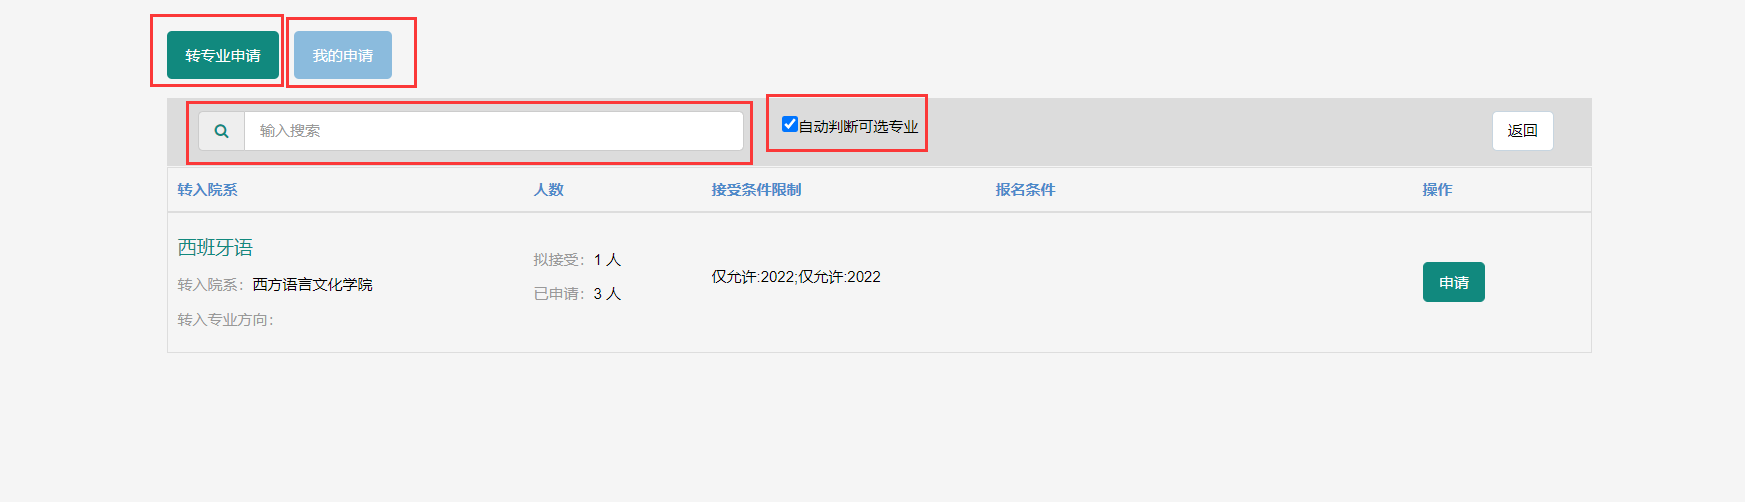 转专业申请 我的申请
输入搜索 自动判断可选专业 返回
转入院系 人数 接受条件限制 报名条件 操作
西班牙语
转入院系：西方语言文化学院
转入专业方向：
拟接受：1 人
已申请：3 人
仅允许:2022;仅允许:2022
申请